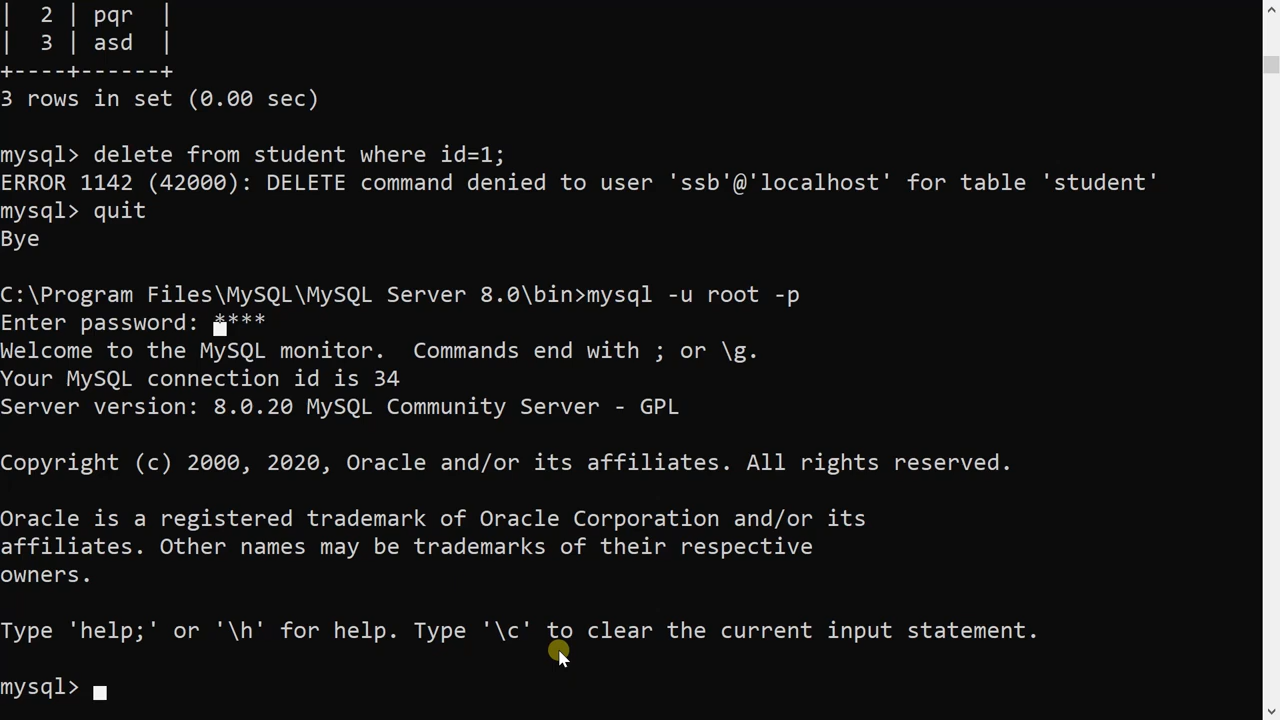 |  2 | pqr  |
|  3 | asd  |
+----+------+
3 rows in set (0.00 sec)
mysql> delete from student where id=1;
ERROR 1142 (42000): DELETE command denied to user 'ssb'@'localhost' for table 'student'
mysql> quit
Bye
C:\Program Files\MySQL\MySQL Server 8.0\bin>mysql -u root -p
Enter password: ****
Welcome to the MySQL monitor.  Commands end with ; or \g.
Your MySQL connection id is 34
Server version: 8.0.20 MySQL Community Server - GPL
Copyright (c) 2000, 2020, Oracle and/or its affiliates. All rights reserved.
Oracle is a registered trademark of Oracle Corporation and/or its
affiliates. Other names may be trademarks of their respective
owners.
Type 'help;' or '\h' for help. Type '\c' to clear the current input statement.
mysql>